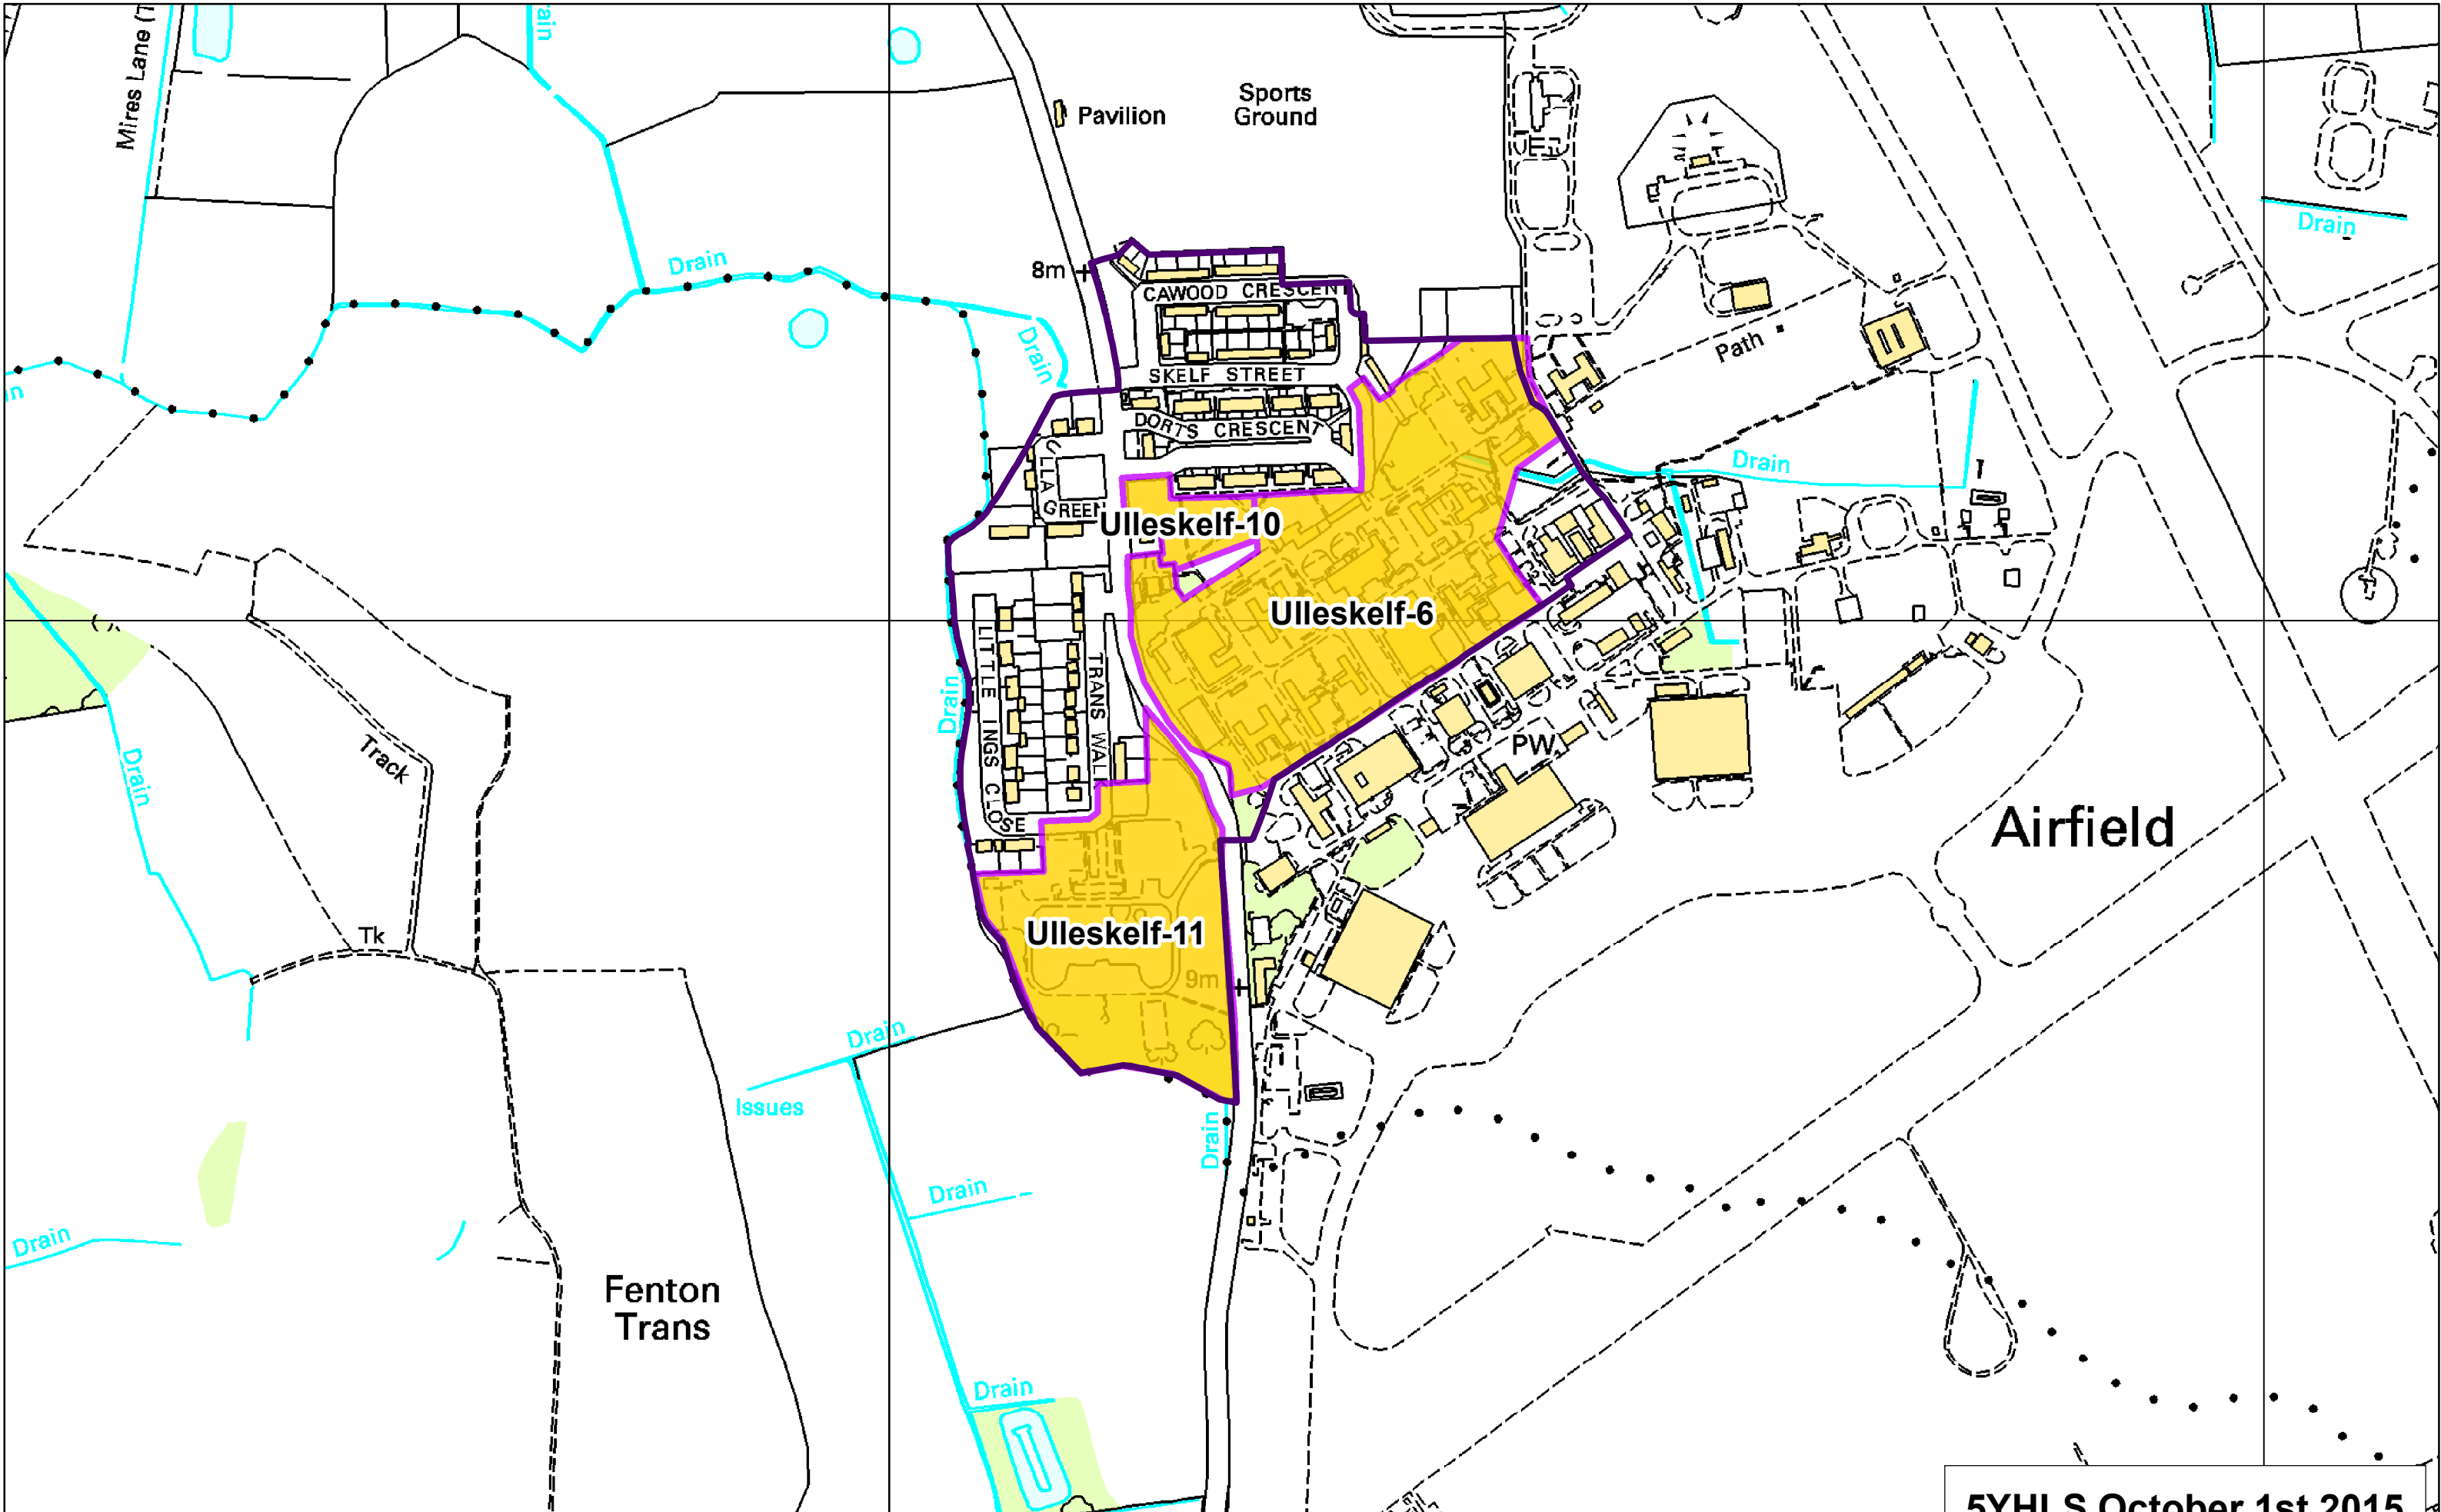 Mires Lane (T
ain
Pavilion
Sports
Ground
Drain
Drain
8m
CAWOOD CRESCENT
Drain
Path
SKELF STREET
in
DORTS CRESCENT
Drain
GREEN
Ulleskelf-10
Ulleskelf-6
LITTLE INGS CLOSE
TRANS WAL
Drain
Track
Drain
PW
Airfield
Tk
Ulleskelf-11
9m
Drain
Issues
Drain
Drain
Drain
Fenton
Trans
Drain
5YHLS October 1st 2015